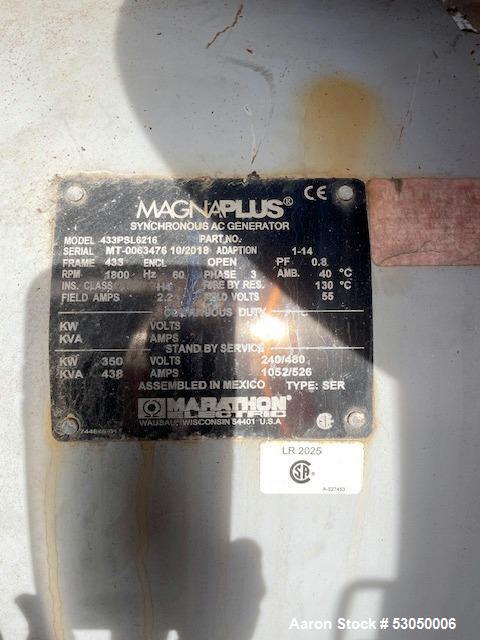 CE
MAGNAPLUS®
SYNCHRONOUS AC GENERATOR
MODEL 433PSL6216 PART NO.
SERIAL MT-0063476 10/2018 ADAPTION 1-14
FRAME 433 ENCL OPEN PF 0.8
RPM 1800 Hz 60 PHASE 3 AMB. 40 °C
INS. CLASS H RISE BY RES. 130 °C
FIELD AMPS 2.2 FIELD VOLTS 55
CONTINUOUS DUTY
KW VOLTS
KVA AMPS
STAND BY SERVICE
KW 350 VOLTS 240/480
KVA 438 AMPS 1052/526
ASSEMBLED IN MEXICO TYPE: SER
MARATHON
ELECTRIC
WAUSAU, WISCONSIN 54401 U.S.A
LR 2025
SA®
A-527453
Aaron Stock # 53050006